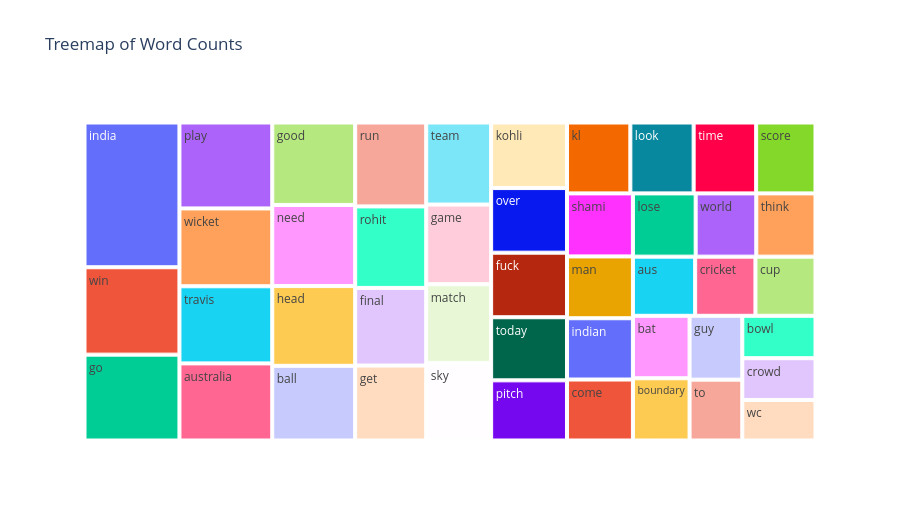 Treemap of Word Counts
india
win
go
play
wicket
travis
australia
good
need
head
ball
run
rohit
final
get
team
game
match
sky
kohli
over
fuck
today
pitch
kl
shami
man
indian
come
look
lose
aus
bat
boundary
time
world
cricket
guy
to
score
think
cup
bowl
crowd
wc